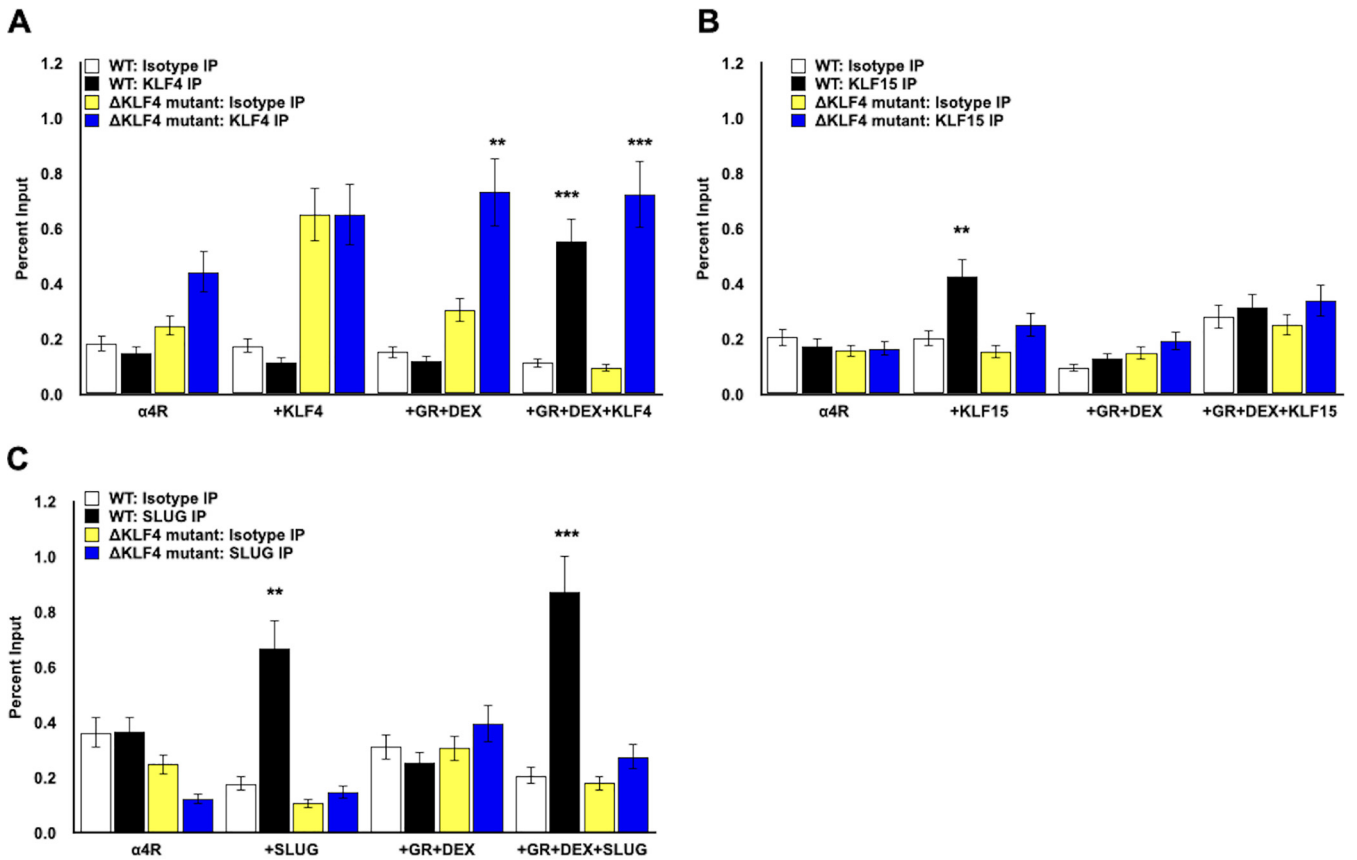 A
WT: Isotype IP
WT: KLF4 IP
ΔKLF4 mutant: Isotype IP
ΔKLF4 mutant: KLF4 IP
Percent Input
1.2
1.0
0.8
0.6
0.4
0.2
0.0
**
***
***
α4R
+KLF4
+GR+DEX
+GR+DEX+KLF4
B
WT: Isotype IP
WT: KLF15 IP
ΔKLF4 mutant: Isotype IP
ΔKLF4 mutant: KLF15 IP
Percent Input
1.2
1.0
0.8
0.6
0.4
0.2
0.0
**
α4R
+KLF15
+GR+DEX
+GR+DEX+KLF15
C
WT: Isotype IP
WT: SLUG IP
ΔKLF4 mutant: Isotype IP
ΔKLF4 mutant: SLUG IP
Percent Input
1.2
1.0
0.8
0.6
0.4
0.2
0.0
**
***
α4R
+SLUG
+GR+DEX
+GR+DEX+SLUG